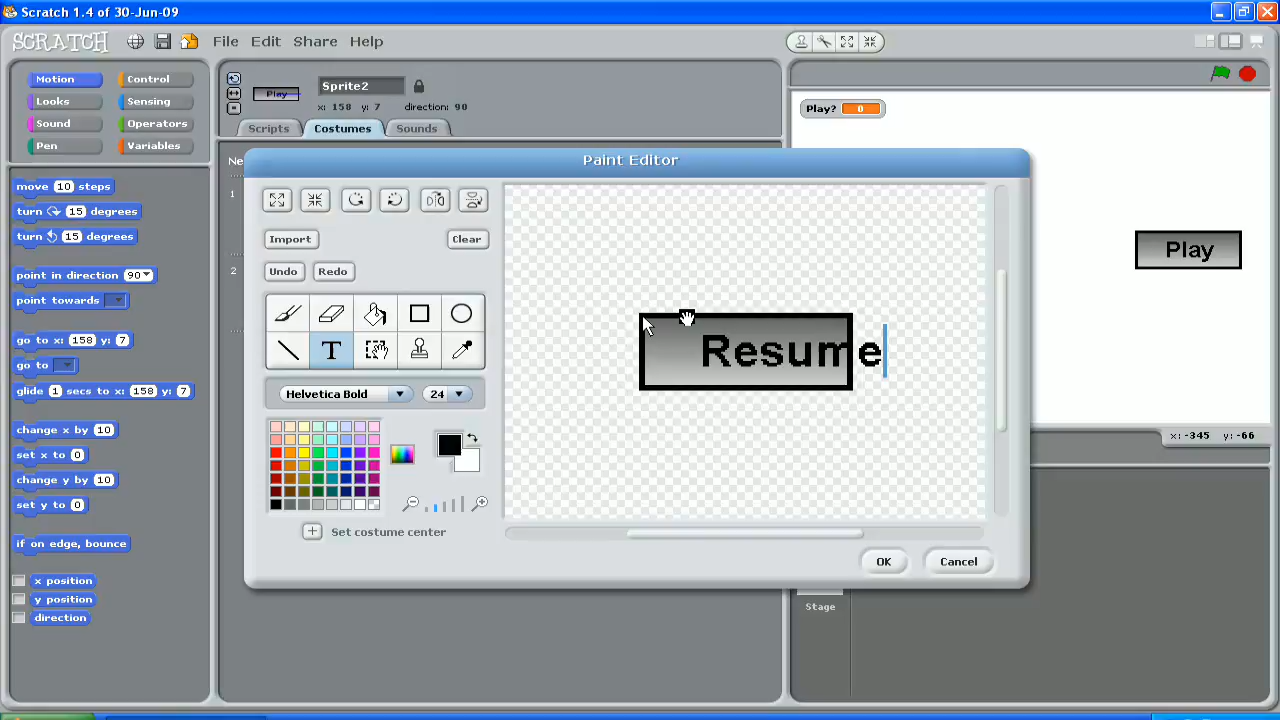 Scratch 1.4 of 30-Jun-09
SCRATCH
File Edit Share Help
Motion Control
Looks Sensing
Sound Operators
Pen Variables
Play
Sprite2
x: 158 y: 7 direction: 90
Scripts Costumes Sounds
Ne
1
2
move 10 steps
turn 15 degrees
turn 15 degrees
point in direction 90
point towards
go to x: 158 y: 7
go to
glide 1 secs to x: 158 y: 7
change x by 10
set x to 0
change y by 10
set y to 0
if on edge, bounce
x position
y position
direction
Paint Editor
Import Clear
Undo Redo
T
Helvetica Bold 24
Set costume center
Resume
OK Cancel
Play? 0
Play
x: -345 y: -66
Stage